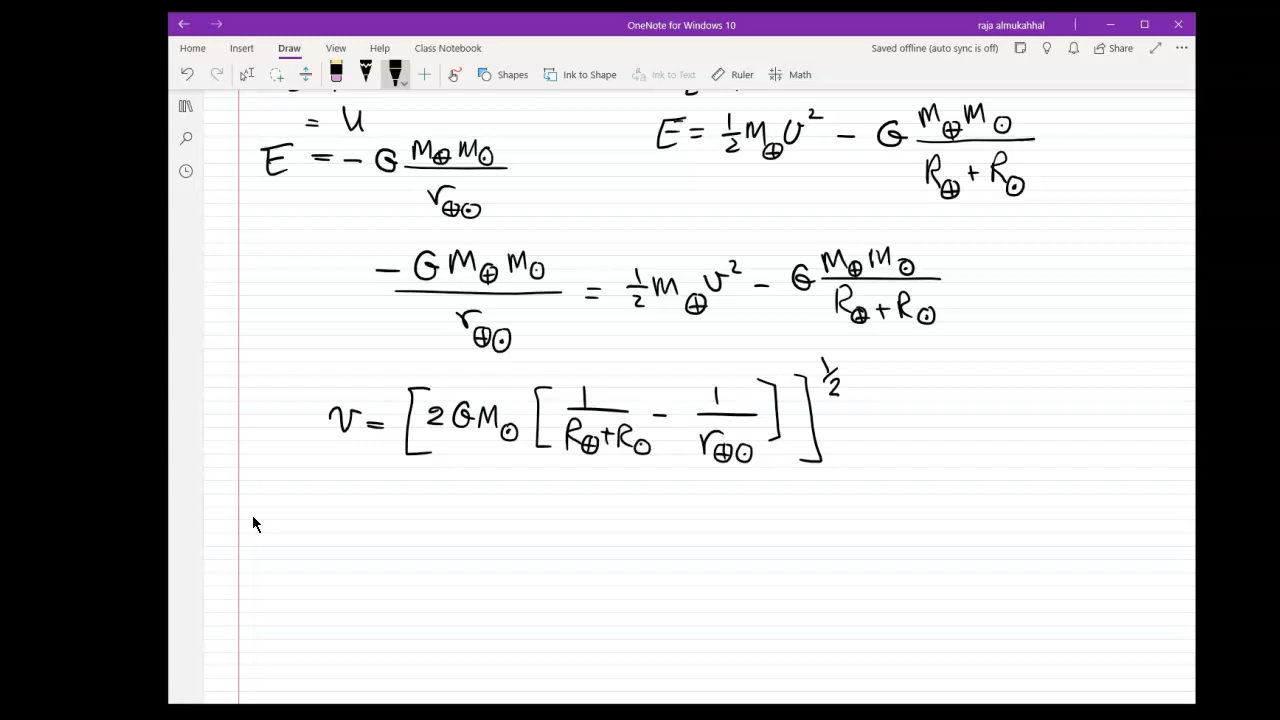 OneNote for Windows 10
raja almukahhal
Home Insert Draw View Help Class Notebook
Saved offline (auto sync is off) Share
Shapes Ink to Shape Ink to Text Ruler Math
= U
E = - G M⊕ M⊙ / r⊕⊙
E = 1/2 M⊕ v² - G M⊕ M⊙ / R⊕ + R⊙
- G M⊕ M⊙ / r⊕⊙ = 1/2 M⊕ v² - G M⊕ M⊙ / R⊕ + R⊙
v = [ 2 G M⊙ [ 1 / R⊕ + R⊙ - 1 / r⊕⊙ ] ]^1/2